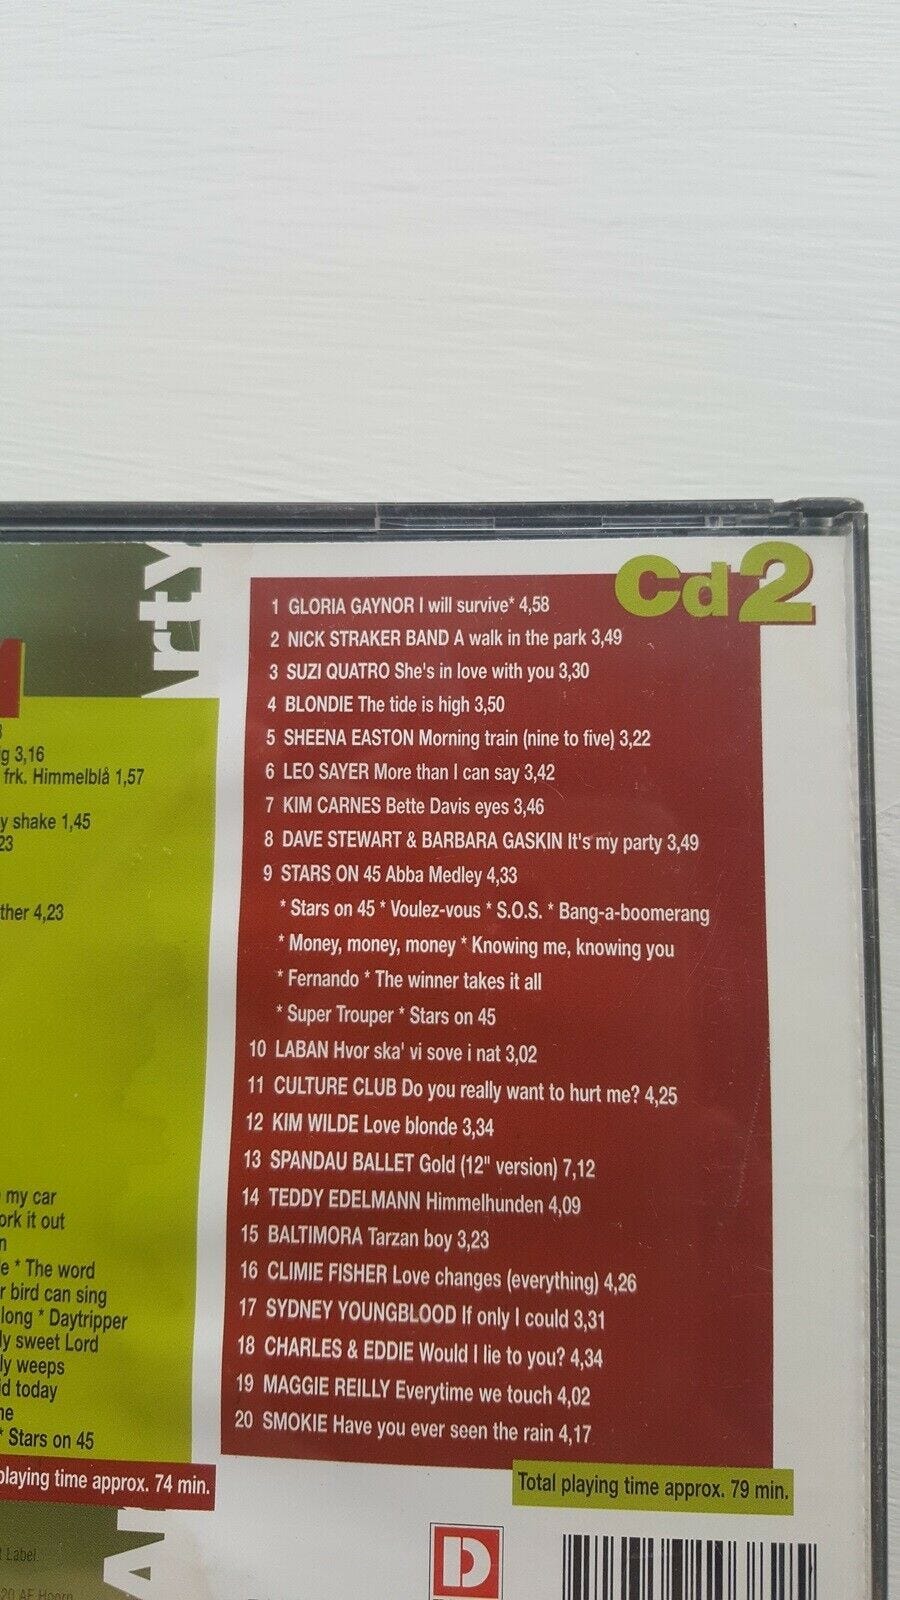 Cd2
1 GLORIA GAYNOR I will survive* 4,58
2 NICK STRAKER BAND A walk in the park 3,49
3 SUZI QUATRO She's in love with you 3,30
4 BLONDIE The tide is high 3,50
5 SHEENA EASTON Morning train (nine to five) 3,22
6 LEO SAYER More than I can say 3,42
7 KIM CARNES Bette Davis eyes 3,46
8 DAVE STEWART & BARBARA GASKIN It's my party 3,49
9 STARS ON 45 Abba Medley 4,33
* Stars on 45 * Voulez-vous * S.O.S. * Bang-a-boomerang
* Money, money, money * Knowing me, knowing you
* Fernando * The winner takes it all
* Super Trouper * Stars on 45
10 LABAN Hvor ska' vi sove i nat 3,02
11 CULTURE CLUB Do you really want to hurt me? 4,25
12 KIM WILDE Love blonde 3,34
13 SPANDAU BALLET Gold (12" version) 7,12
14 TEDDY EDELMANN Himmelhunden 4,09
15 BALTIMORA Tarzan boy 3,23
16 CLIMIE FISHER Love changes (everything) 4,26
17 SYDNEY YOUNGBLOOD If only I could 3,31
18 CHARLES & EDDIE Would I lie to you? 4,34
19 MAGGIE REILLY Everytime we touch 4,02
20 SMOKIE Have you ever seen the rain 4,17
Total playing time approx. 79 min.
rty
ig 3,16
frk. Himmelblå 1,57
y shake 1,45
23
ther 4,23
my car
ork it out
n
e * The word
r bird can sing
long * Daytripper
ly sweet Lord
ly weeps
id today
ne
* Stars on 45
playing time approx. 74 min.
Label.
20 AE Hoorn
D